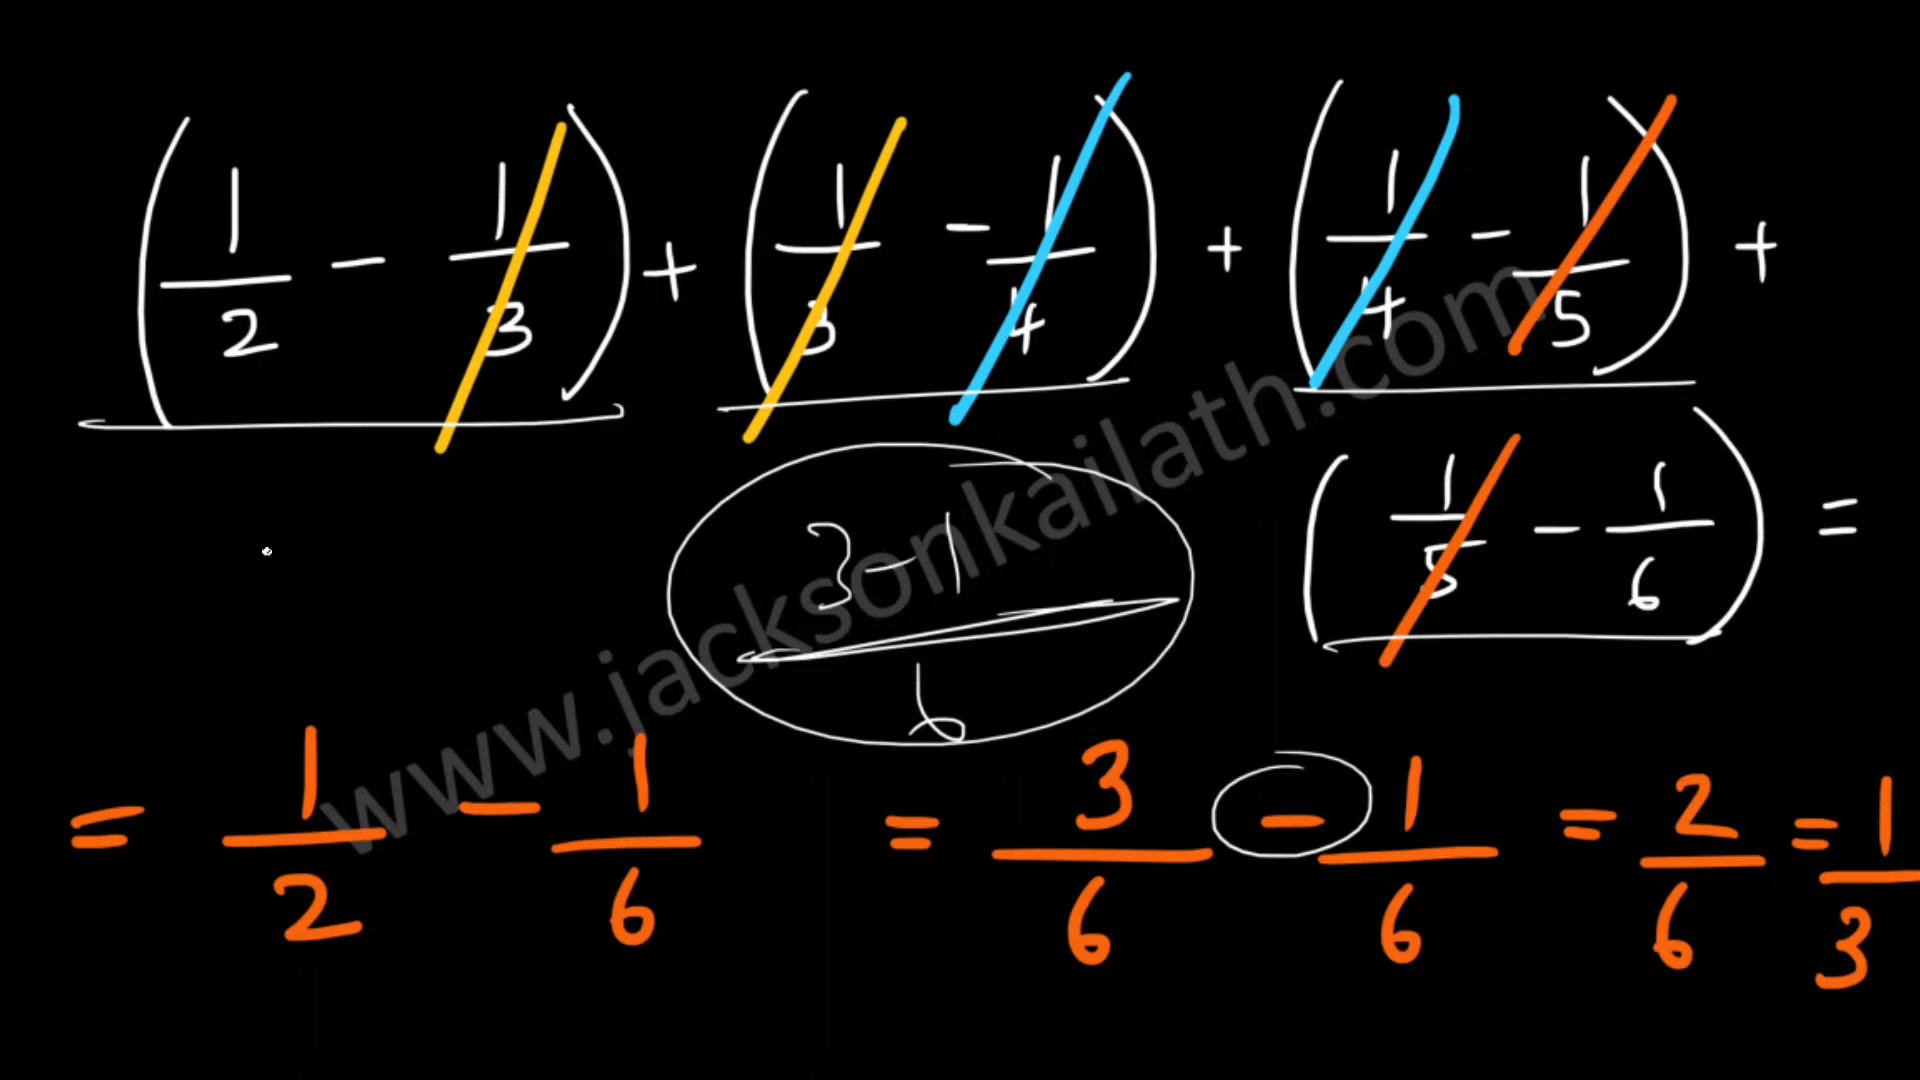 (1/2 - 1/3) + (1/3 - 1/4) + (1/4 - 1/5) +
(1/5 - 1/6) =
3-1/6
= 1/2 - 1/6 = 3/6 - 1/6 = 2/6 = 1/3
www.jacksonkailath.com